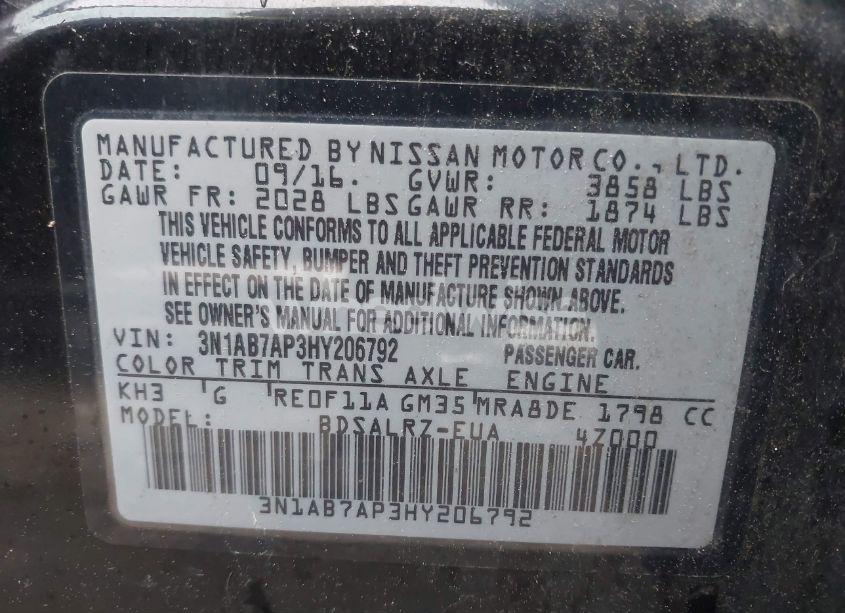 MANUFACTURED BY NISSAN MOTOR CO., LTD.
DATE: 09/16. GVWR: 3858 LBS
GAWR FR: 2028 LBS GAWR RR: 1874 LBS
THIS VEHICLE CONFORMS TO ALL APPLICABLE FEDERAL MOTOR
VEHICLE SAFETY, BUMPER AND THEFT PREVENTION STANDARDS
IN EFFECT ON THE DATE OF MANUFACTURE SHOWN ABOVE.
SEE OWNER'S MANUAL FOR ADDITIONAL INFORMATION.
VIN: 3N1AB7AP3HY206792 PASSENGER CAR.
COLOR TRIM TRANS AXLE ENGINE
KH3 G RE0F11A GM35 MRA8DE 1798 CC
MODEL: BDSALRZ-EUA 4Z000
3N1AB7AP3HY206792